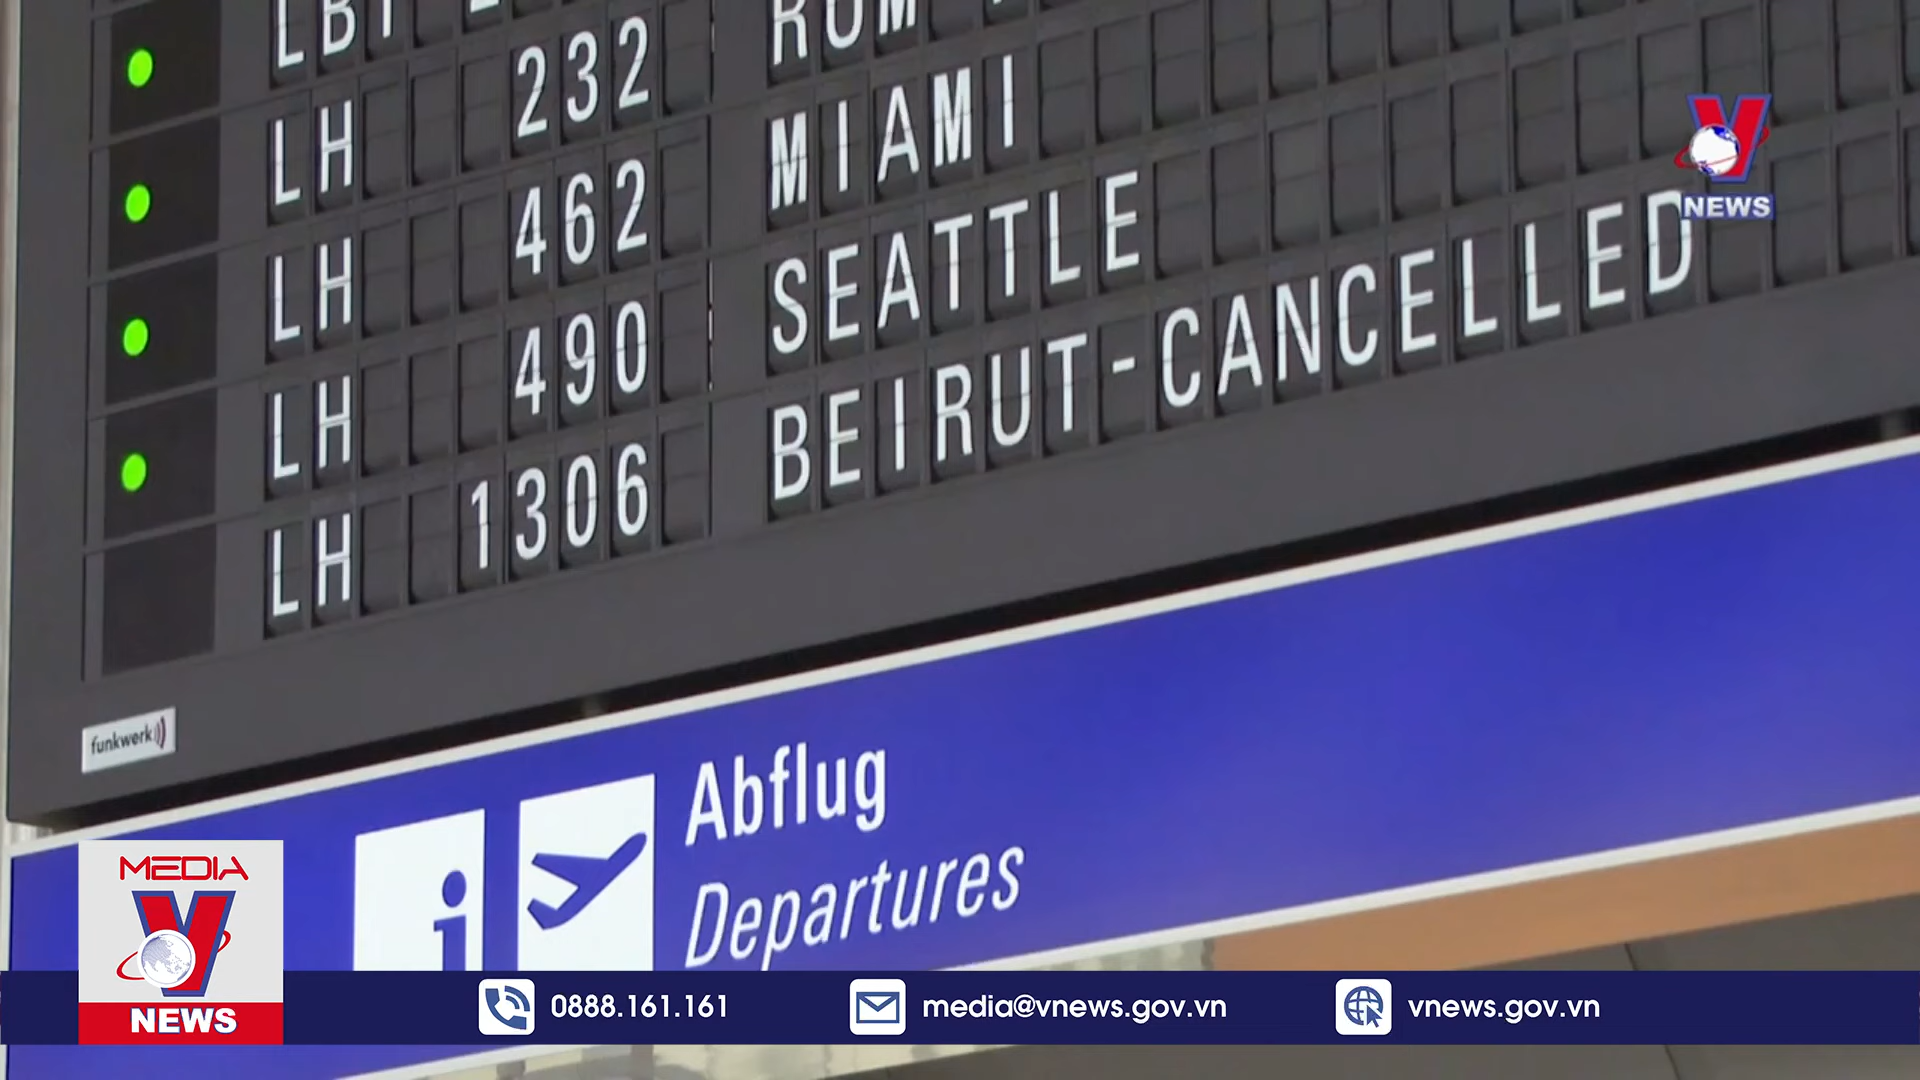 LH 232 ROM
LH 462 MIAMI
LH 490 SEATTLE
LH 1306 BEIRUT-CANCELLED
V
NEWS
funkwerk
i
Abflug
Departures
MEDIA
V
NEWS
0888.161.161
media@vnews.gov.vn
vnews.gov.vn